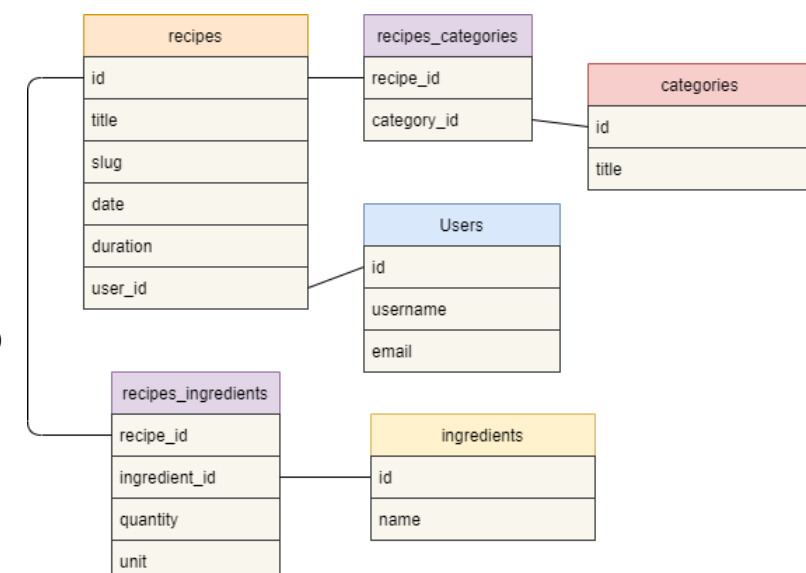 recipes
id
title
slug
date
duration
user_id
recipes_categories
recipe_id
category_id
categories
id
title
Users
id
username
email
recipes_ingredients
recipe_id
ingredient_id
quantity
unit
ingredients
id
name